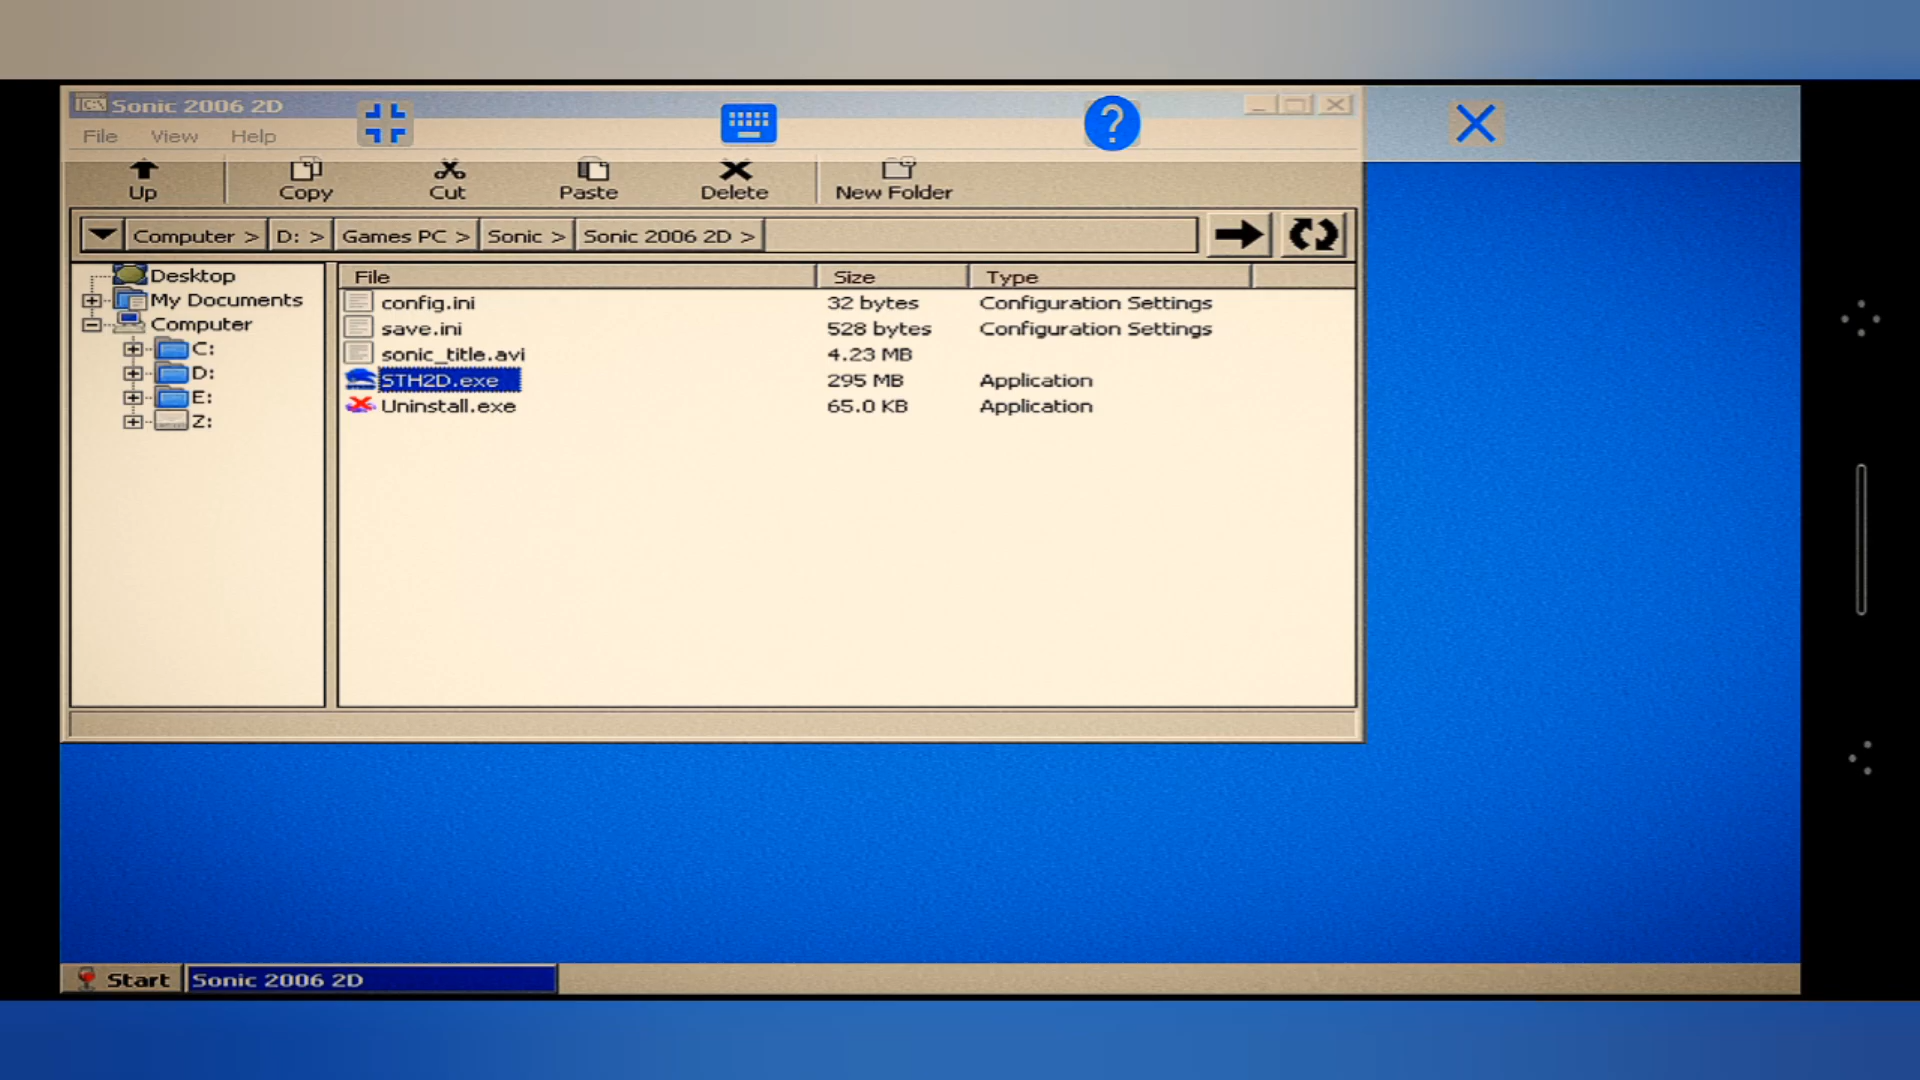 Sonic 2006 2D
File View Help
Up Copy Cut Paste Delete New Folder
Computer > D: > Games PC > Sonic > Sonic 2006 2D >
Desktop
My Documents
Computer
C:
D:
E:
Z:
File Size Type
config.ini 32 bytes Configuration Settings
save.ini 528 bytes Configuration Settings
sonic_title.avi 4.23 MB
STH2D.exe 295 MB Application
Uninstall.exe 65.0 KB Application
Start Sonic 2006 2D